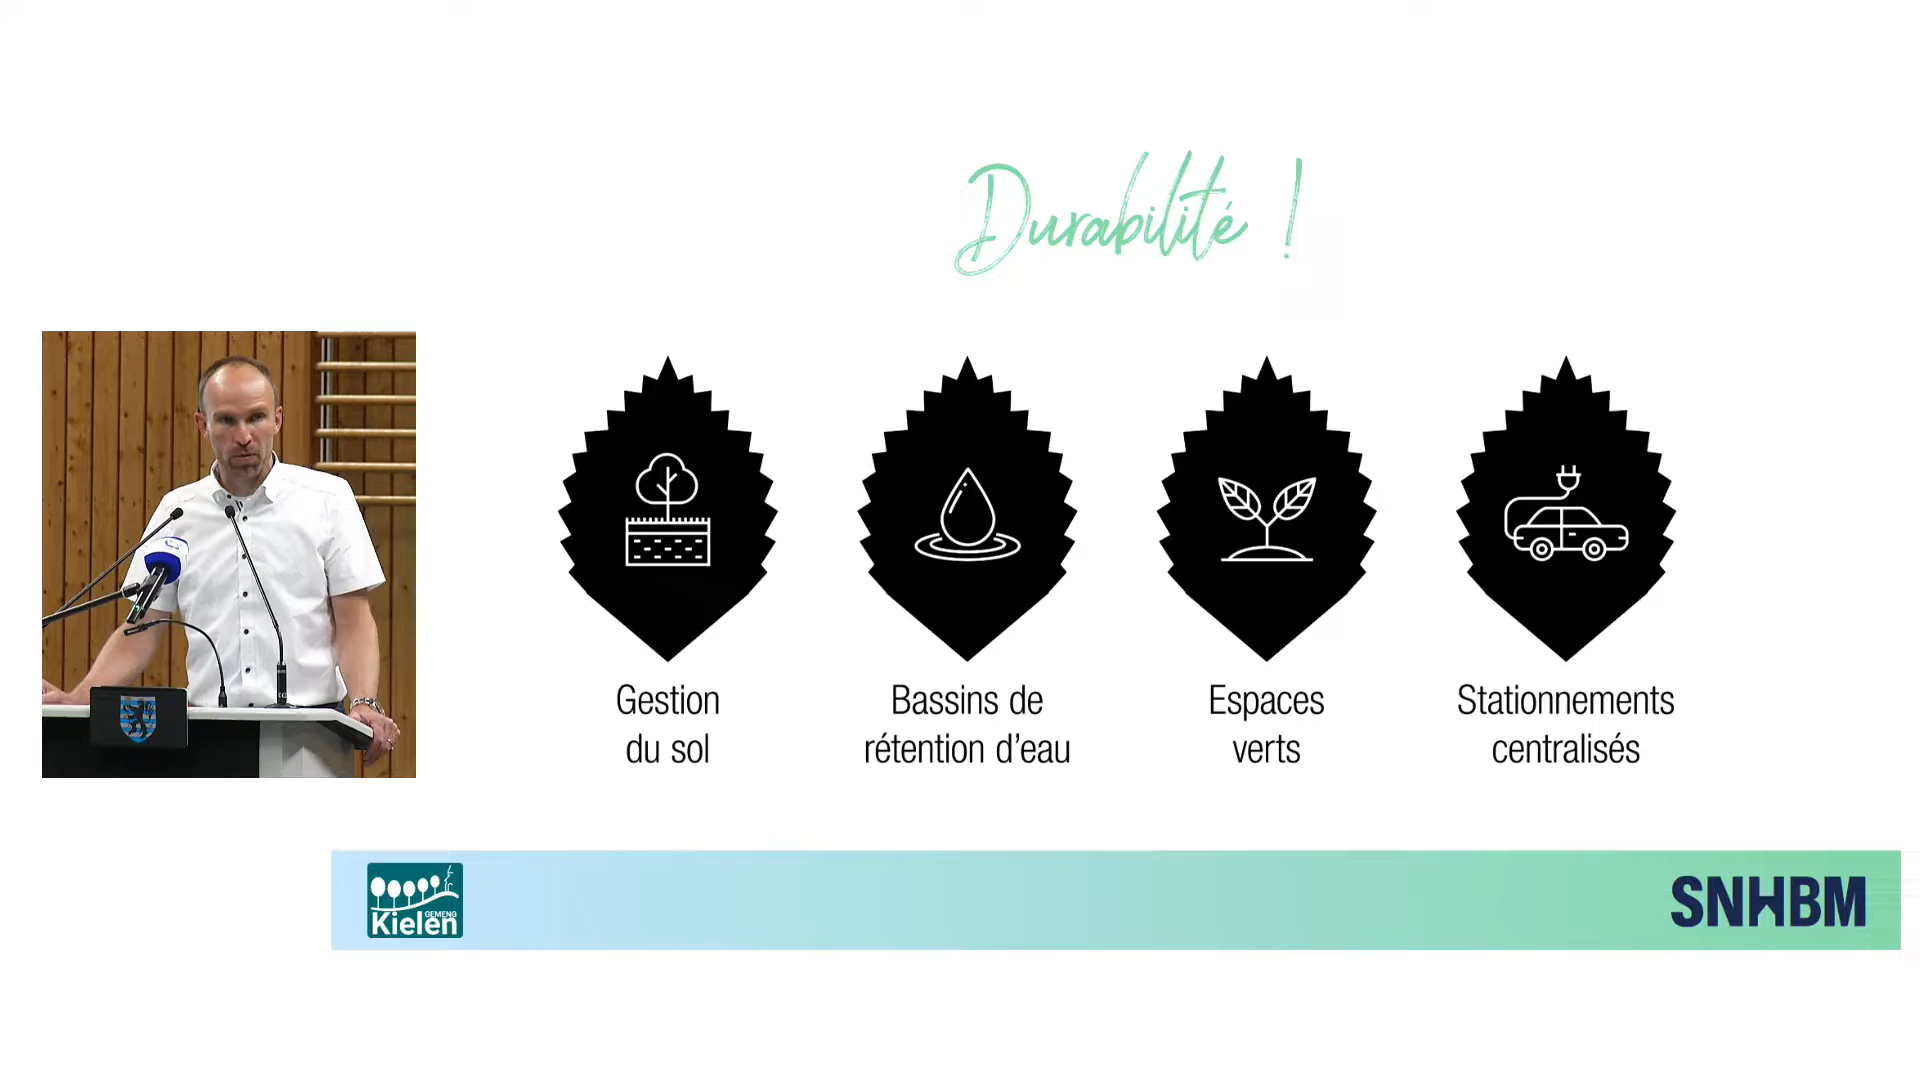 Durabilité !
Gestion
du sol
Bassins de
rétention d’eau
Espaces
verts
Stationnements
centralisés
GEMENG
Kielen
SNHBM